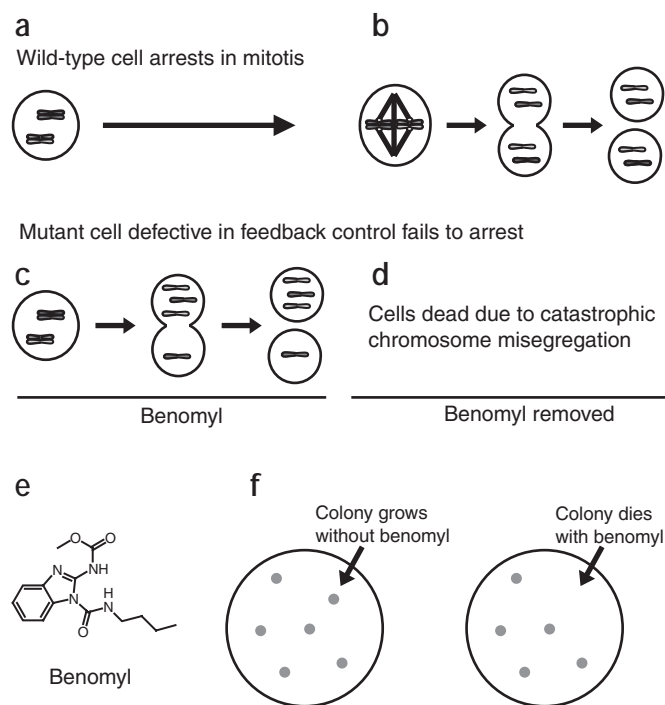 a
b
Wild-type cell arrests in mitotis
Mutant cell defective in feedback control fails to arrest
c
d
Cells dead due to catastrophic
chromosome misegregation
Benomyl
Benomyl removed
e
f
O
O
N
NH
N
H
N
O
Benomyl
Colony grows
without benomyl
Colony dies
with benomyl